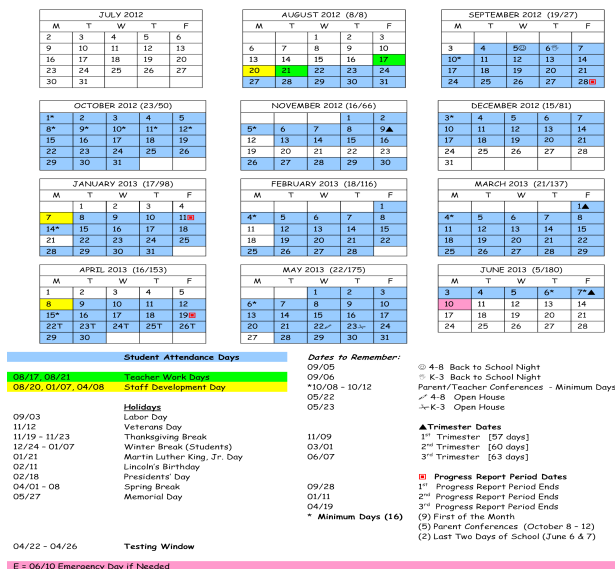 JULY 2012
M T W T F
2 3 4 5 6
9 10 11 12 13
16 17 18 19 20
23 24 25 26 27
30 31
AUGUST 2012 (8/8)
M T W T F
1 2 3
6 7 8 9 10
13 14 15 16 17
20 21 22 23 24
27 28 29 30 31
SEPTEMBER 2012 (19/27)
M T W T F
3 4 5☺ 6 7
10* 11 12 13 14
17 18 19 20 21
24 25 26 27 28
OCTOBER 2012 (23/50)
M T W T F
1* 2 3 4 5
8* 9* 10* 11* 12*
15 16 17 18 19
22 23 24 25 26
29 30 31
NOVEMBER 2012 (16/66)
M T W T F
1 2
5* 6 7 8 9▲
12 13 14 15 16
19 20 21 22 23
26 27 28 29 30
DECEMBER 2012 (15/81)
M T W T F
3* 4 5 6 7
10 11 12 13 14
17 18 19 20 21
24 25 26 27 28
31
JANUARY 2013 (17/98)
M T W T F
1 2 3 4
7 8 9 10 11
14* 15 16 17 18
21 22 23 24 25
28 29 30 31
FEBRUARY 2013 (18/116)
M T W T F
1
4* 5 6 7 8
11 12 13 14 15
18 19 20 21 22
25 26 27 28
MARCH 2013 (21/137)
M T W T F
1▲
4* 5 6 7 8
11 12 13 14 15
18 19 20 21 22
25 26 27 28 29
APRIL 2013 (16/153)
M T W T F
1 2 3 4 5
8 9 10 11 12
15* 16 17 18 19
22T 23T 24T 25T 26T
29 30
MAY 2013 (22/175)
M T W T F
1 2 3
6* 7 8 9 10
13 14 15 16 17
20 21 22 23 24
27 28 29 30 31
JUNE 2013 (5/180)
M T W T F
3 4 5 6* 7*▲
10 11 12 13 14
17 18 19 20 21
24 25 26 27 28
Student Attendance Days
08/17, 08/21 Teacher Work Days
08/20, 01/07, 04/08 Staff Development Day
Holidays
09/03 Labor Day
11/12 Veterans Day
11/19 – 11/23 Thanksgiving Break
12/24 – 01/07 Winter Break (Students)
01/21 Martin Luther King, Jr. Day
02/11 Lincoln's Birthday
02/18 Presidents' Day
04/01 – 08 Spring Break
05/27 Memorial Day
04/22 – 04/26 Testing Window
Dates to Remember:
09/05 ☺ 4-8 Back to School Night
09/06 K-3 Back to School Night
*10/08 – 10/12 Parent/Teacher Conferences - Minimum Days
05/22 4-8 Open House
05/23 K-3 Open House
▲Trimester Dates
11/09 1st Trimester [57 days]
03/01 2nd Trimester [60 days]
06/07 3rd Trimester [63 days]
Progress Report Period Dates
09/28 1st Progress Report Period Ends
01/11 2nd Progress Report Period Ends
04/19 3rd Progress Report Period Ends
* Minimum Days (16) (9) First of the Month
(5) Parent Conferences (October 8 – 12)
(2) Last Two Days of School (June 6 & 7)
E = 06/10 Emergency Day if Needed